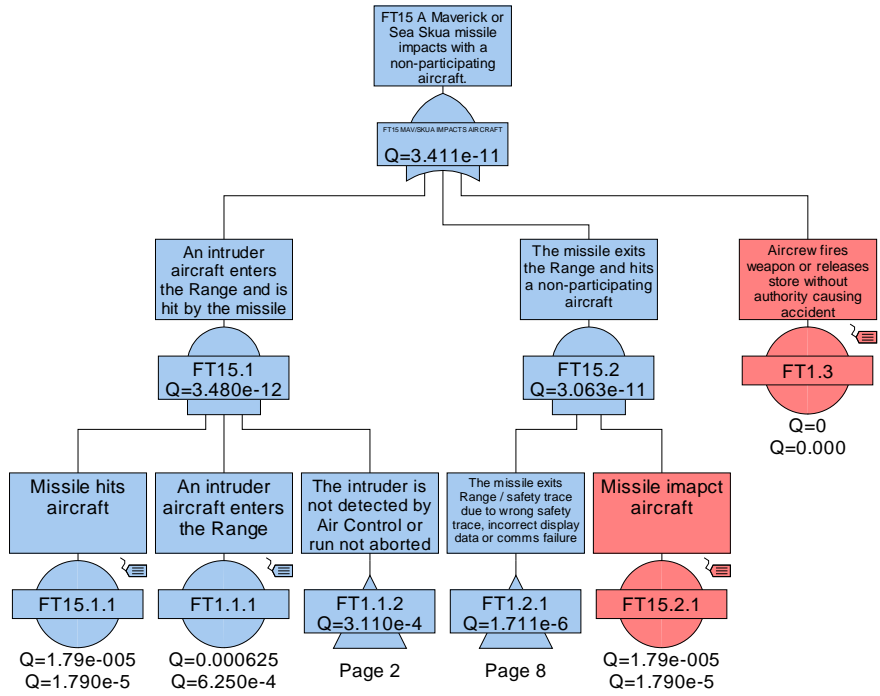 FT15 A Maverick or
Sea Skua missile
impacts with a
non-participating
aircraft.
FT15 MAV/SKUA IMPACTS AIRCRAFT
Q=3.411e-11
An intruder
aircraft enters
the Range and is
hit by the missile
FT15.1
Q=3.480e-12
The missile exits
the Range and hits
a non-participating
aircraft
FT15.2
Q=3.063e-11
Aircrew fires
weapon or releases
store without
authority causing
accident
FT1.3
Q=0
Q=0.000
Missile hits
aircraft
FT15.1.1
Q=1.79e-005
Q=1.790e-5
An intruder
aircraft enters
the Range
FT1.1.1
Q=0.000625
Q=6.250e-4
The intruder is
not detected by
Air Control or
run not aborted
FT1.1.2
Q=3.110e-4
Page 2
The missile exits
Range / safety trace
due to wrong safety
trace, incorrect display
data or comms failure
FT1.2.1
Q=1.711e-6
Page 8
Missile imapct
aircraft
FT15.2.1
Q=1.79e-005
Q=1.790e-5